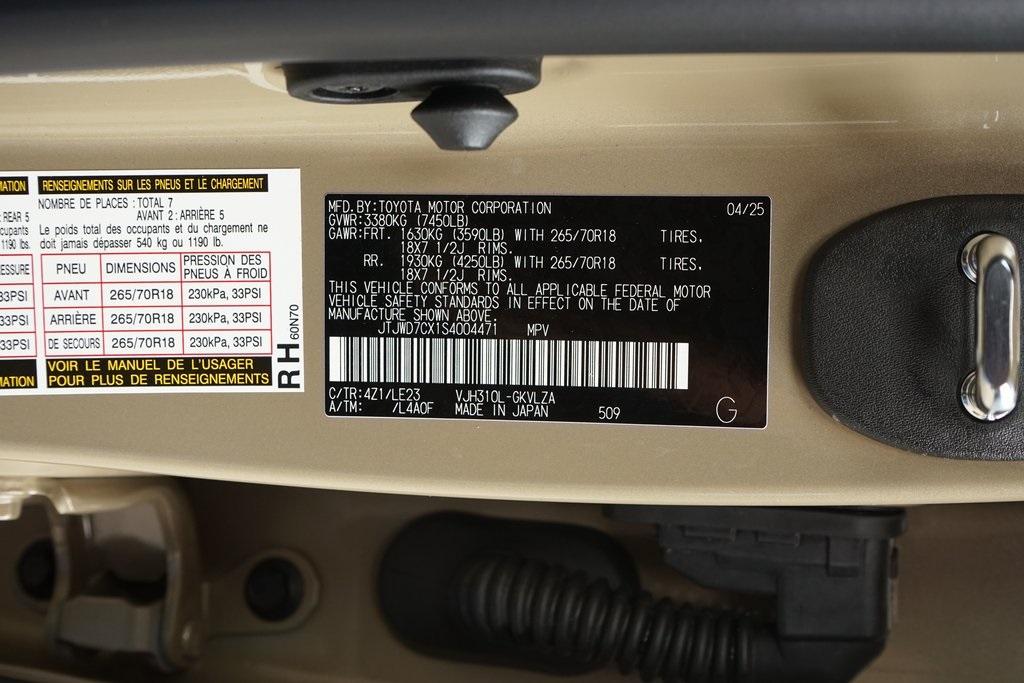 MATION
: REAR 5
cupants
1190 lbs.
ESSURE
33PSI
33PSI
33PSI
RMATION
RENSEIGNEMENTS SUR LES PNEUS ET LE CHARGEMENT
NOMBRE DE PLACES : TOTAL 7
AVANT 2 : ARRIÈRE 5
Le poids total des occupants et du chargement ne
doit jamais dépasser 540 kg ou 1190 lb.
PNEU DIMENSIONS PRESSION DES PNEUS À FROID
AVANT 265/70R18 230kPa, 33PSI
ARRIÈRE 265/70R18 230kPa, 33PSI
DE SECOURS 265/70R18 230kPa, 33PSI
VOIR LE MANUEL DE L'USAGER
POUR PLUS DE RENSEIGNEMENTS
RH 60N70
MFD.BY:TOYOTA MOTOR CORPORATION 04/25
GVWR:3380KG (7450LB)
GAWR:FRT. 1630KG (3590LB) WITH 265/70R18 TIRES,
18X7 1/2J RIMS.
RR. 1930KG (4250LB) WITH 265/70R18 TIRES,
18X7 1/2J RIMS.
THIS VEHICLE CONFORMS TO ALL APPLICABLE FEDERAL MOTOR
VEHICLE SAFETY STANDARDS IN EFFECT ON THE DATE OF
MANUFACTURE SHOWN ABOVE.
JTJWD7CX1S4004471 MPV
C/TR:4Z1/LE23 VJH310L-GKVLZA
A/TM: /L4A0F MADE IN JAPAN 509
G